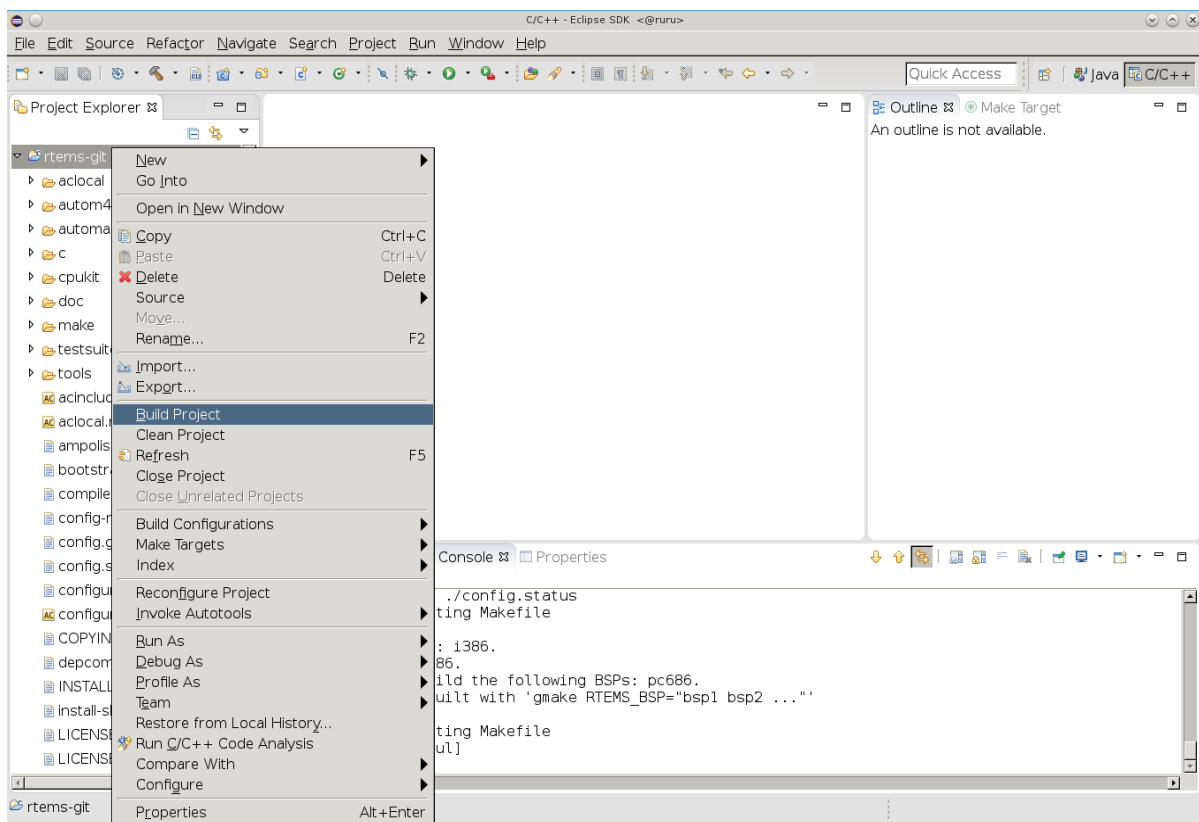 C/C++ - Eclipse SDK <@ruru>
File Edit Source Refactor Navigate Search Project Run Window Help
Quick Access Java C/C++
Project Explorer
Outline Make Target
An outline is not available.
rtems-git
aclocal
autom4
automa
c
cpukit
doc
make
testsuit
tools
acinclud
aclocal.
ampolis
bootstr
compile
config-
config.g
config.s
configu
configu
COPYIN
depcom
INSTALL
install-s
LICENSE
LICENSE
New
Go Into
Open in New Window
Copy Ctrl+C
Paste Ctrl+V
Delete Delete
Source
Move...
Rename... F2
Import...
Export...
Build Project
Clean Project
Refresh F5
Close Project
Close Unrelated Projects
Build Configurations
Make Targets
Index
Reconfigure Project
Invoke Autotools
Run As
Debug As
Profile As
Team
Restore from Local History...
Run C/C++ Code Analysis
Compare With
Configure
Properties Alt+Enter
Console Properties
./config.status
ting Makefile
: i386.
86.
ild the following BSPs: pc686.
uilt with 'gmake RTEMS_BSP="bsp1 bsp2 ..."'
ting Makefile
ul]
rtems-git